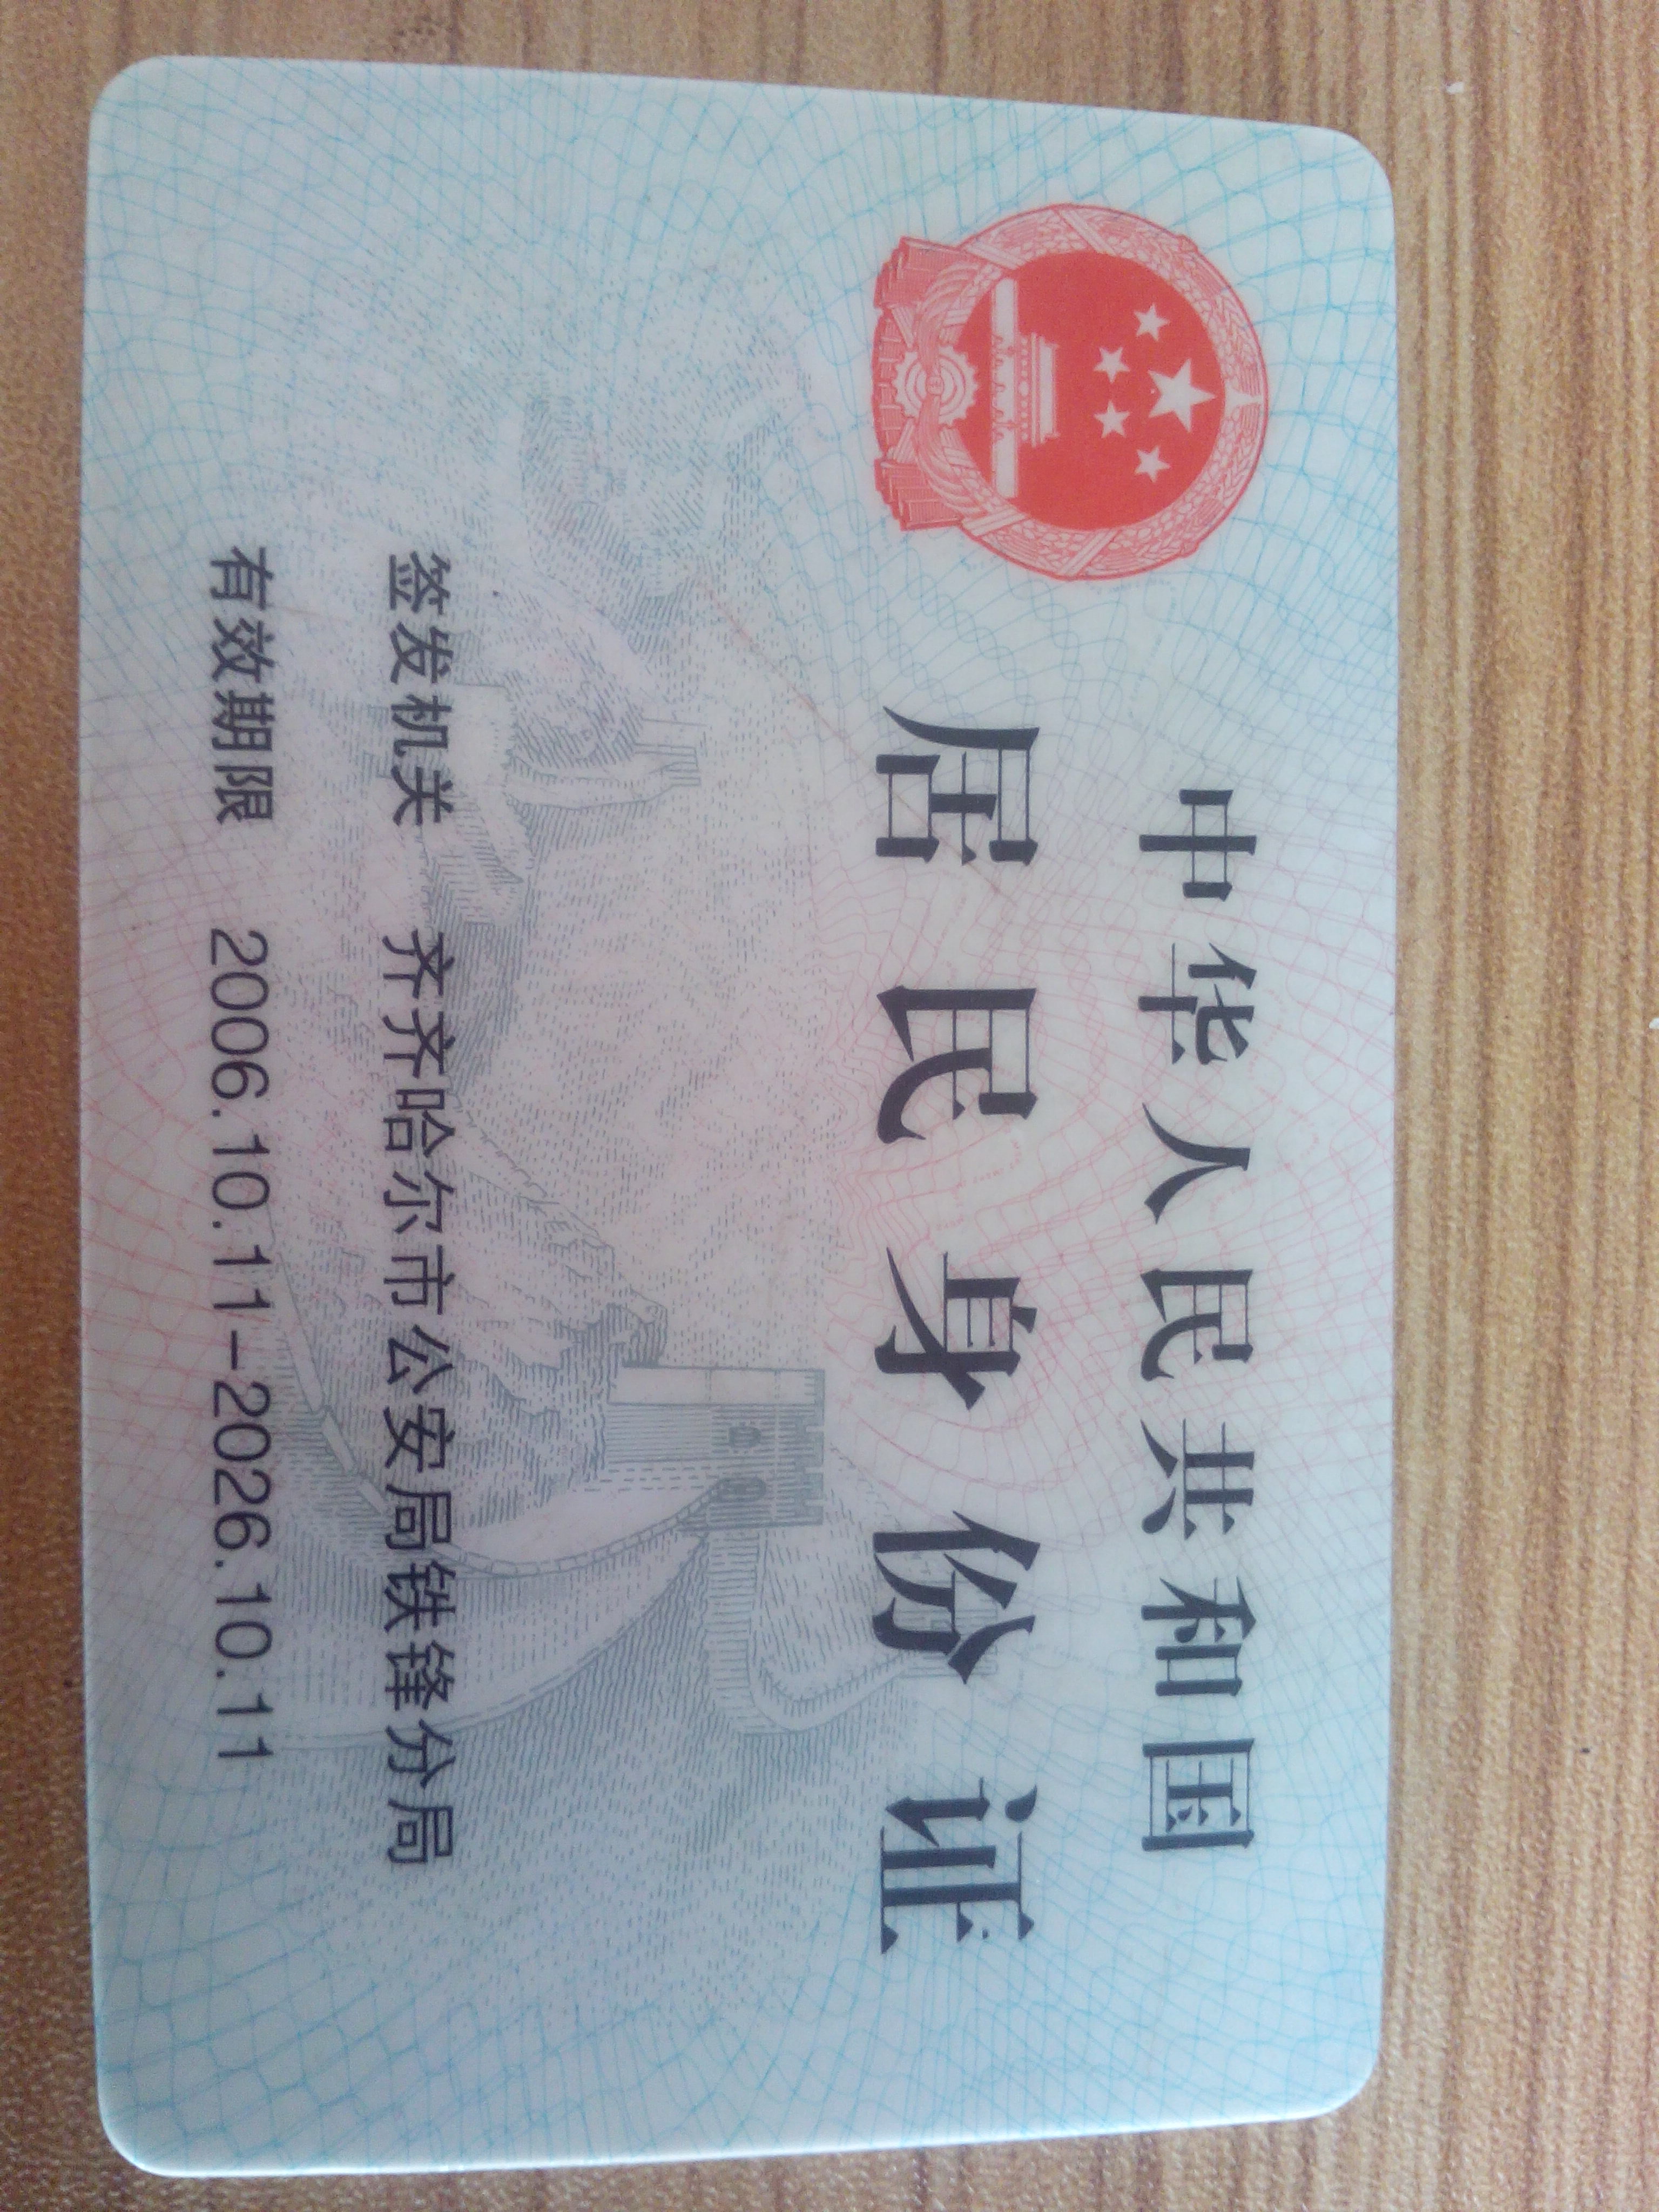 中华人民共和国
居民身份证
签发机关 齐齐哈尔市公安局铁锋分局
有效期限 2006.10.11-2026.10.11